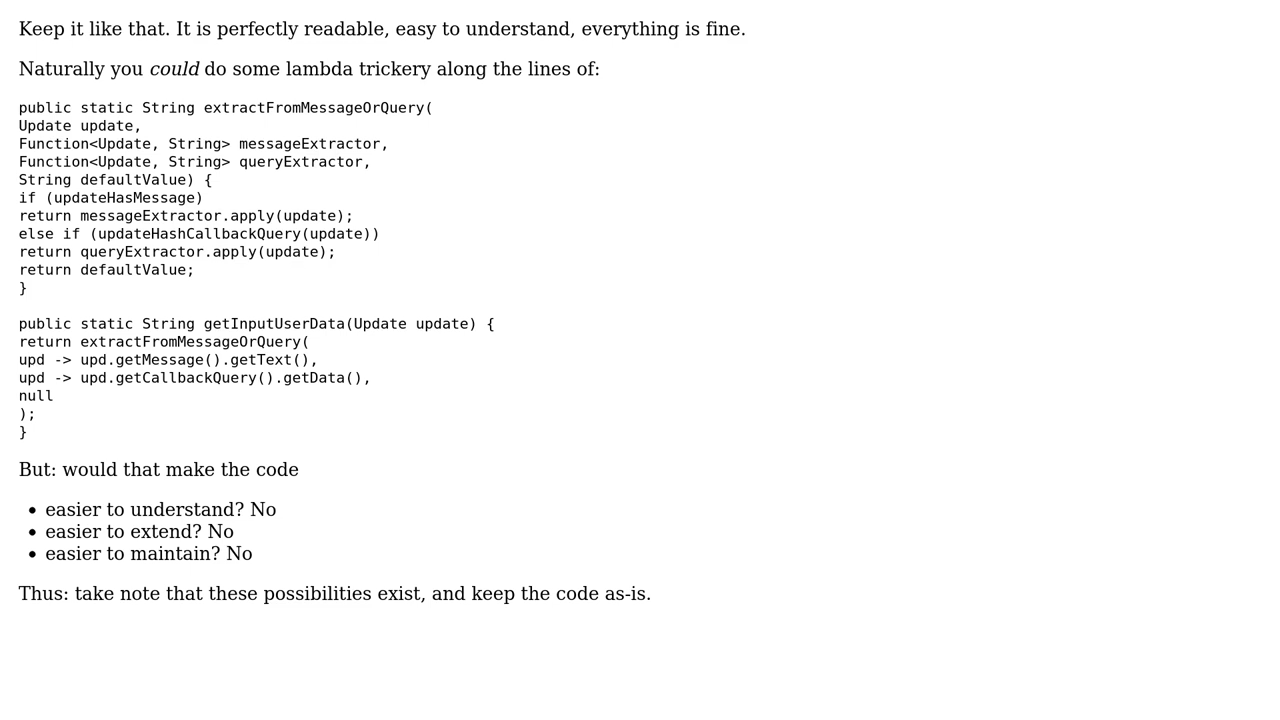 Keep it like that. It is perfectly readable, easy to understand, everything is fine.
Naturally you could do some lambda trickery along the lines of:
public static String extractFromMessageOrQuery(
Update update,
Function<Update, String> messageExtractor,
Function<Update, String> queryExtractor,
String defaultValue) {
if (updateHasMessage)
return messageExtractor.apply(update);
else if (updateHashCallbackQuery(update))
return queryExtractor.apply(update);
return defaultValue;
}
public static String getInputUserData(Update update) {
return extractFromMessageOrQuery(
upd -> upd.getMessage().getText(),
upd -> upd.getCallbackQuery().getData(),
null
);
}
But: would that make the code
• easier to understand? No
• easier to extend? No
• easier to maintain? No
Thus: take note that these possibilities exist, and keep the code as-is.